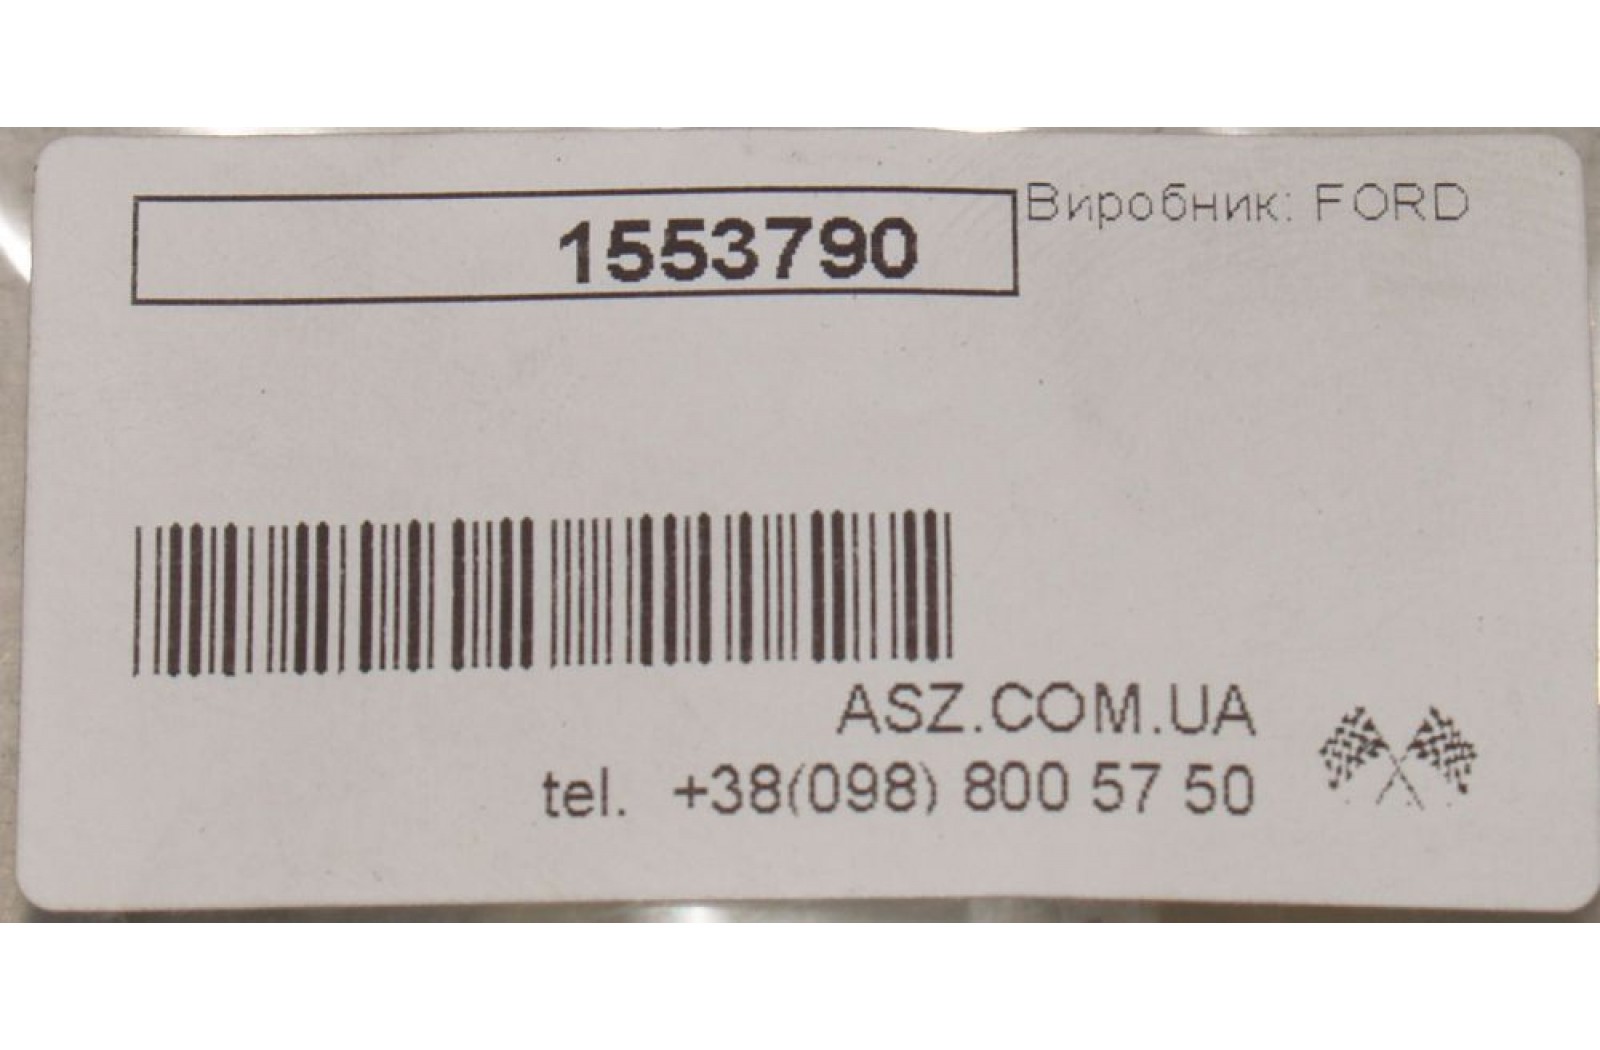 1553790
Виробник: FORD
ASZ.COM.UA
tel. +38(098) 800 57 50